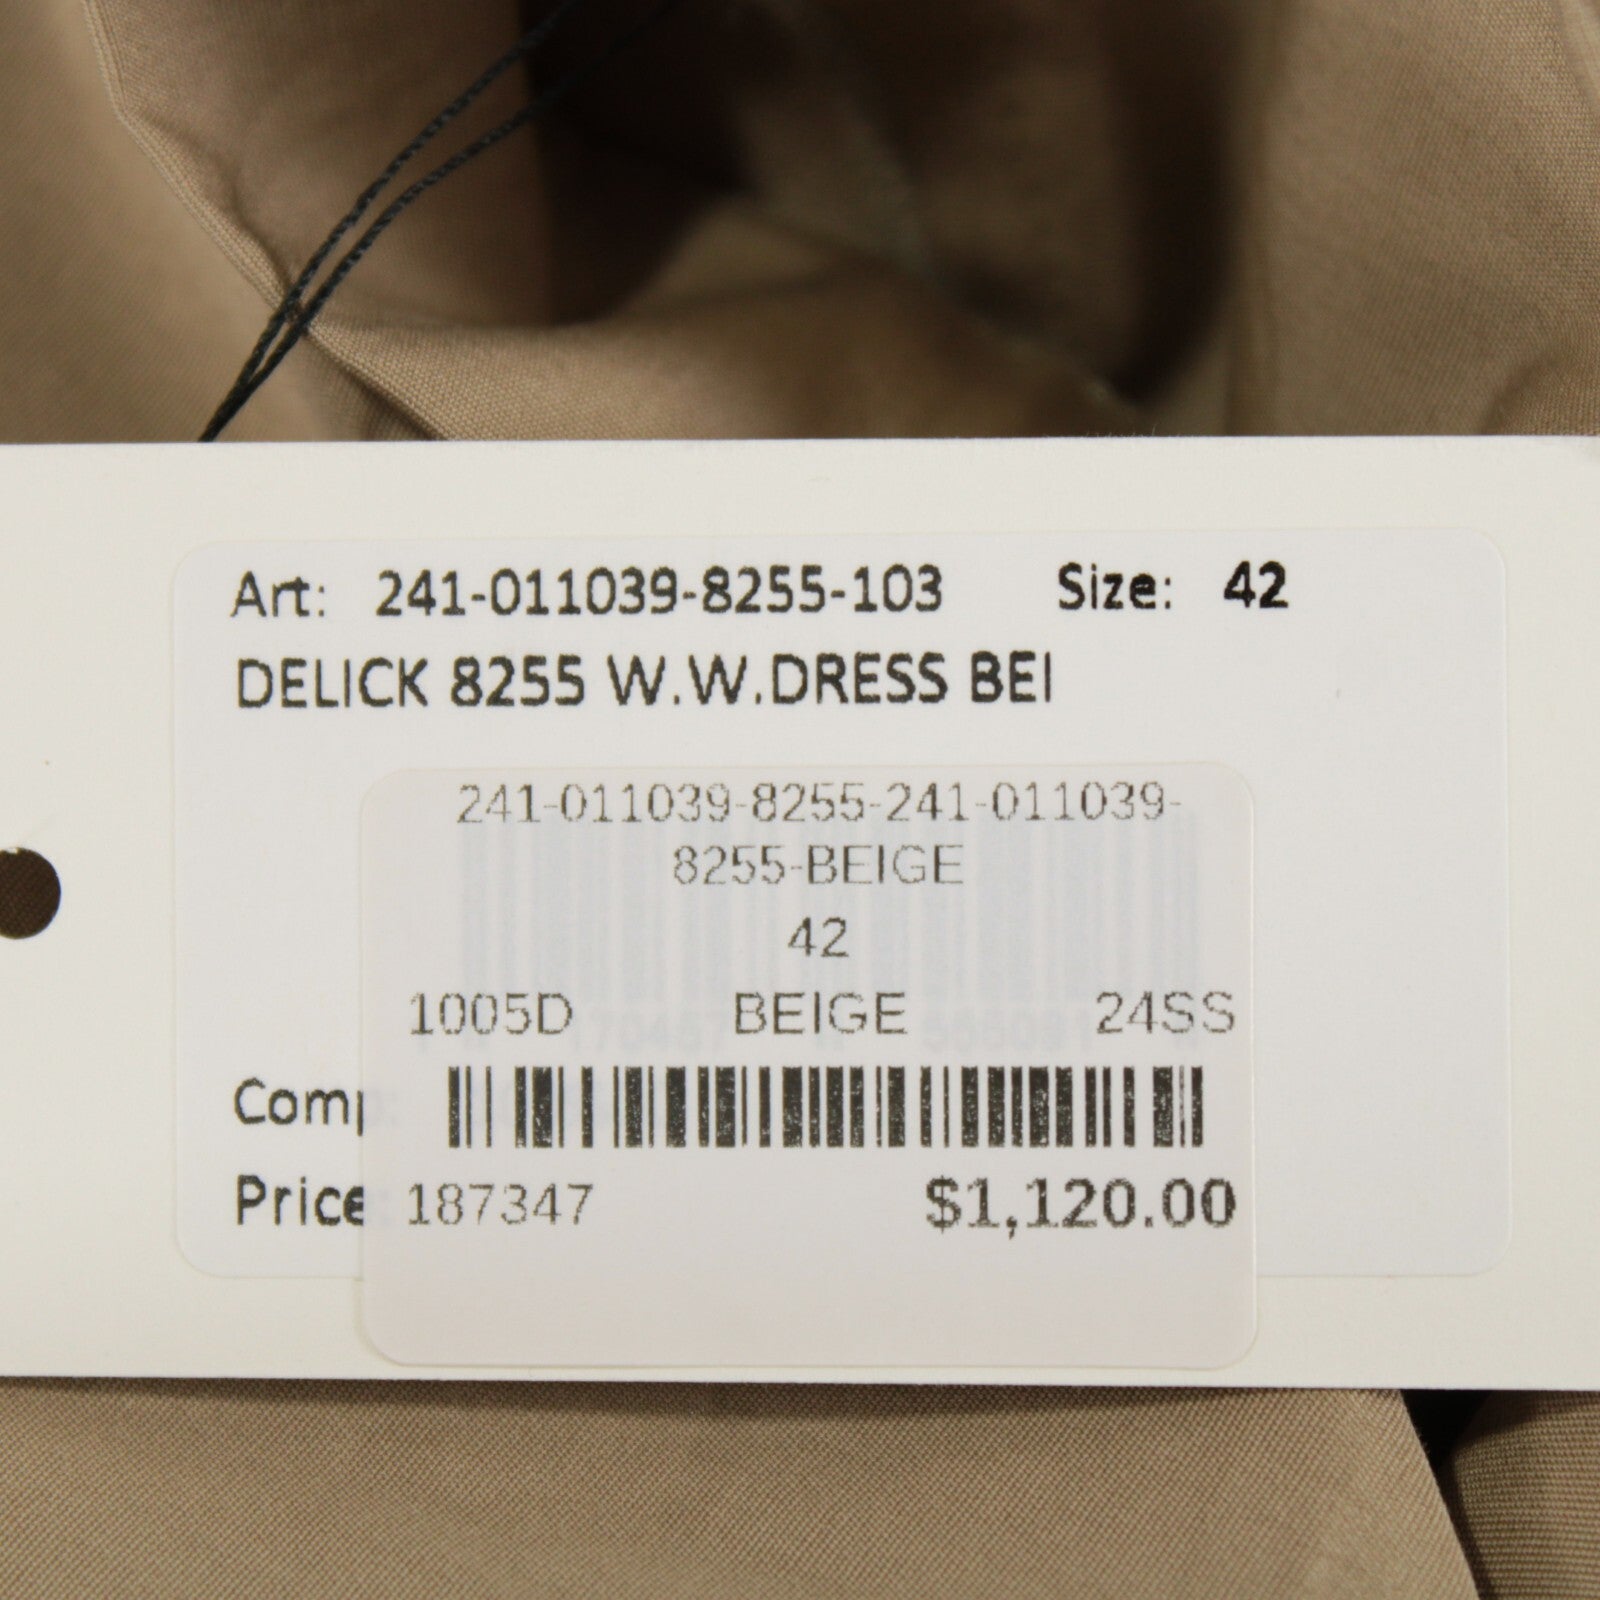 Art: 241-011039-8255-103 Size: 42
DELICK 8255 W.W.DRESS BEI
241-011039-8255-241-011039-
8255-BEIGE
42
1005D BEIGE 24SS
Comp:
Price: 187347 $1,120.00